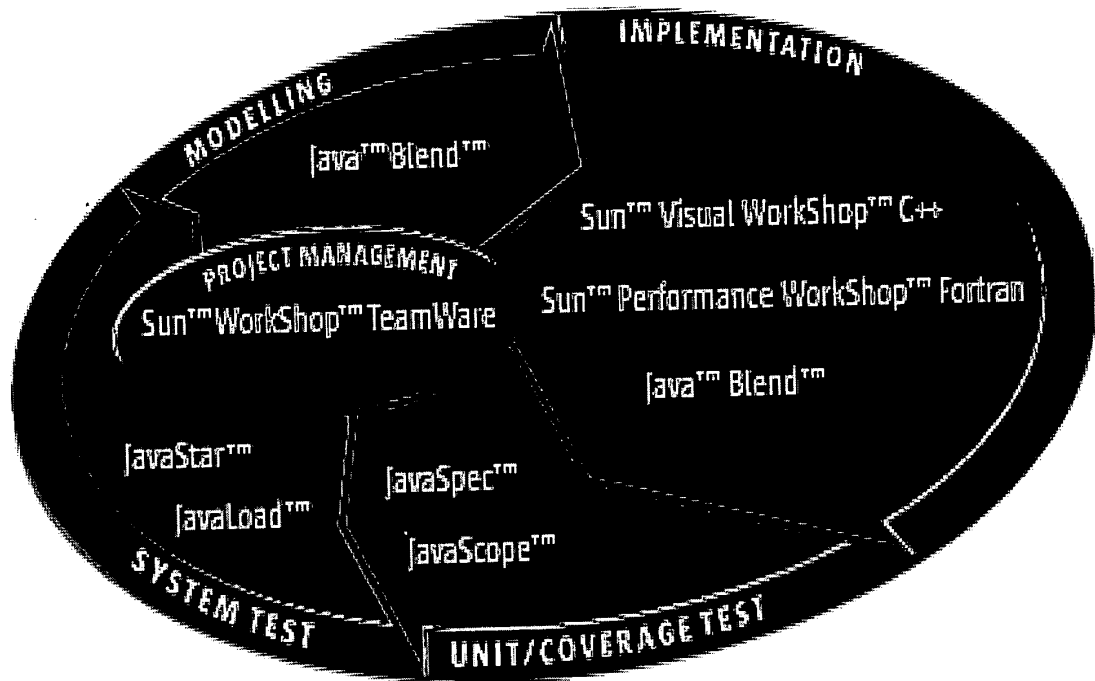 IMPLEMENTATION
MODELLING
Java™ Blend™
Sun™ Visual WorkShop™ C++
PROJECT MANAGEMENT
Sun™ WorkShop™ TeamWare
Sun™ Performance WorkShop™ Fortran
Java™ Blend™
JavaStar™
JavaSpec™
JavaLoad™
JavaScope™
SYSTEM TEST
UNIT/COVERAGE TEST